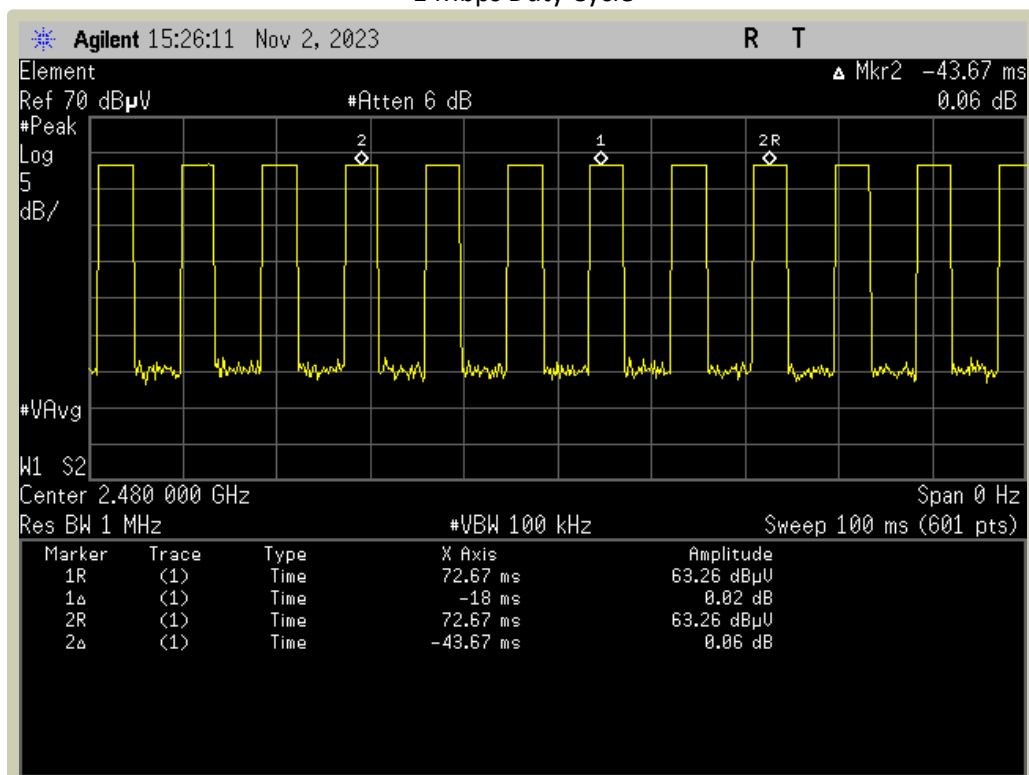 Agilent 15:26:11 Nov 2, 2023 R T
Element Δ Mkr2 -43.67 ms
Ref 70 dBµV #Atten 6 dB 0.06 dB
#Peak
Log
5
dB/
2 1 2R
#VAvg
W1 S2
Center 2.480 000 GHz Span 0 Hz
Res BW 1 MHz #VBW 100 kHz Sweep 100 ms (601 pts)
Marker Trace Type X Axis Amplitude
1R (1) Time 72.67 ms 63.26 dBµV
1Δ (1) Time -18 ms 0.02 dB
2R (1) Time 72.67 ms 63.26 dBµV
2Δ (1) Time -43.67 ms 0.06 dB